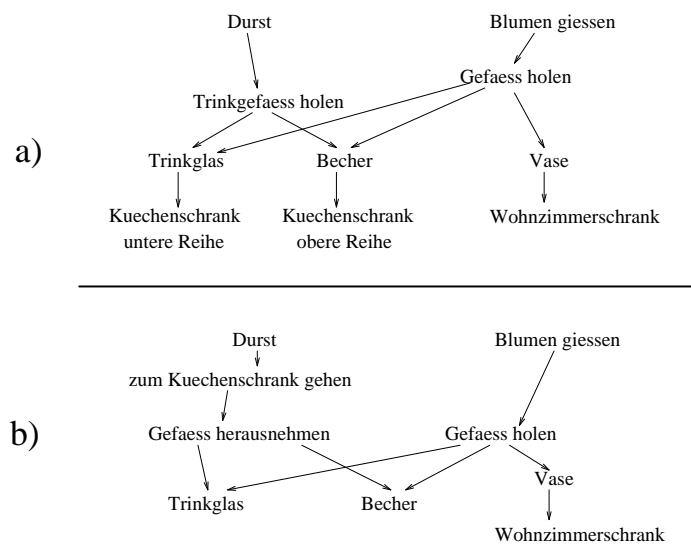 a)
Durst
Blumen giessen
Gefaess holen
Trinkgefaess holen
Trinkglas
Becher
Vase
Kuechenschrank
untere Reihe
Kuechenschrank
obere Reihe
Wohnzimmerschrank
b)
Durst
Blumen giessen
zum Kuechenschrank gehen
Gefaess herausnehmen
Gefaess holen
Vase
Trinkglas
Becher
Wohnzimmerschrank